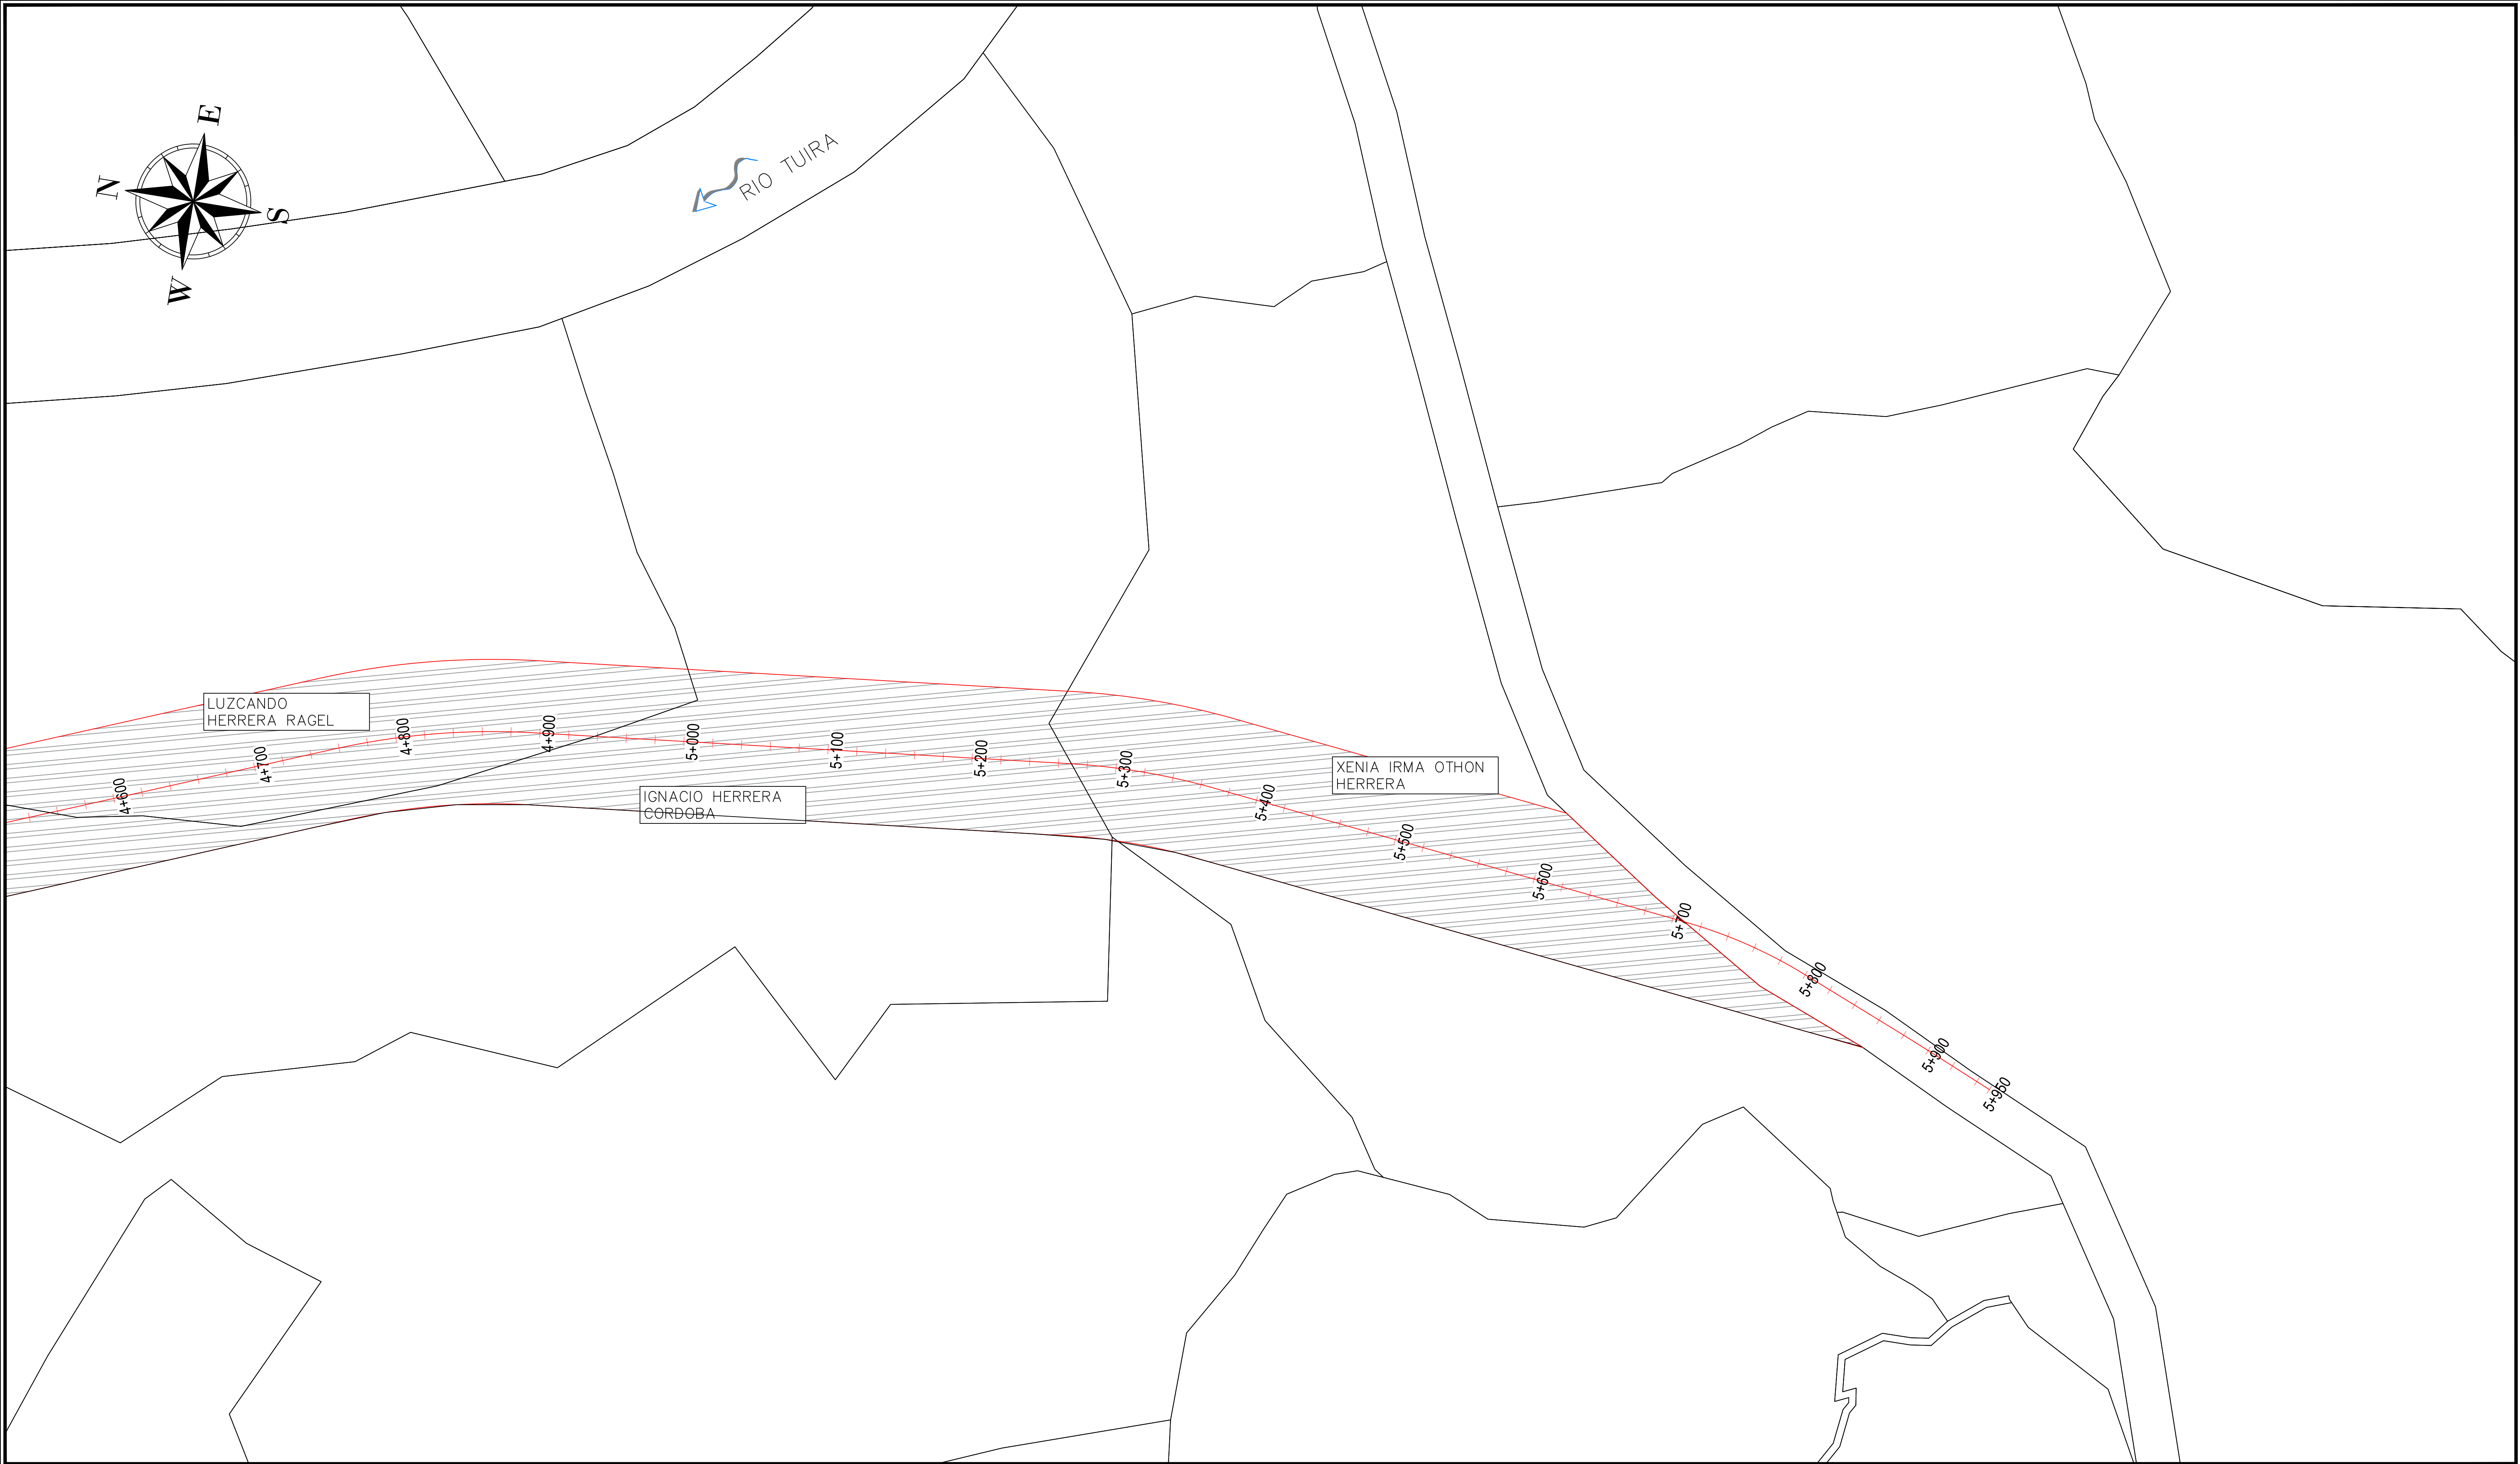 E
N
S
W
RIO TUIRA
LUZCANDO
HERRERA RAGEL
IGNACIO HERRERA
CORDOBA
XENIA IRMA OTHON
HERRERA
4+600
4+700
4+800
4+900
5+000
5+100
5+200
5+300
5+400
5+500
5+600
5+700
5+800
5+900
5+950